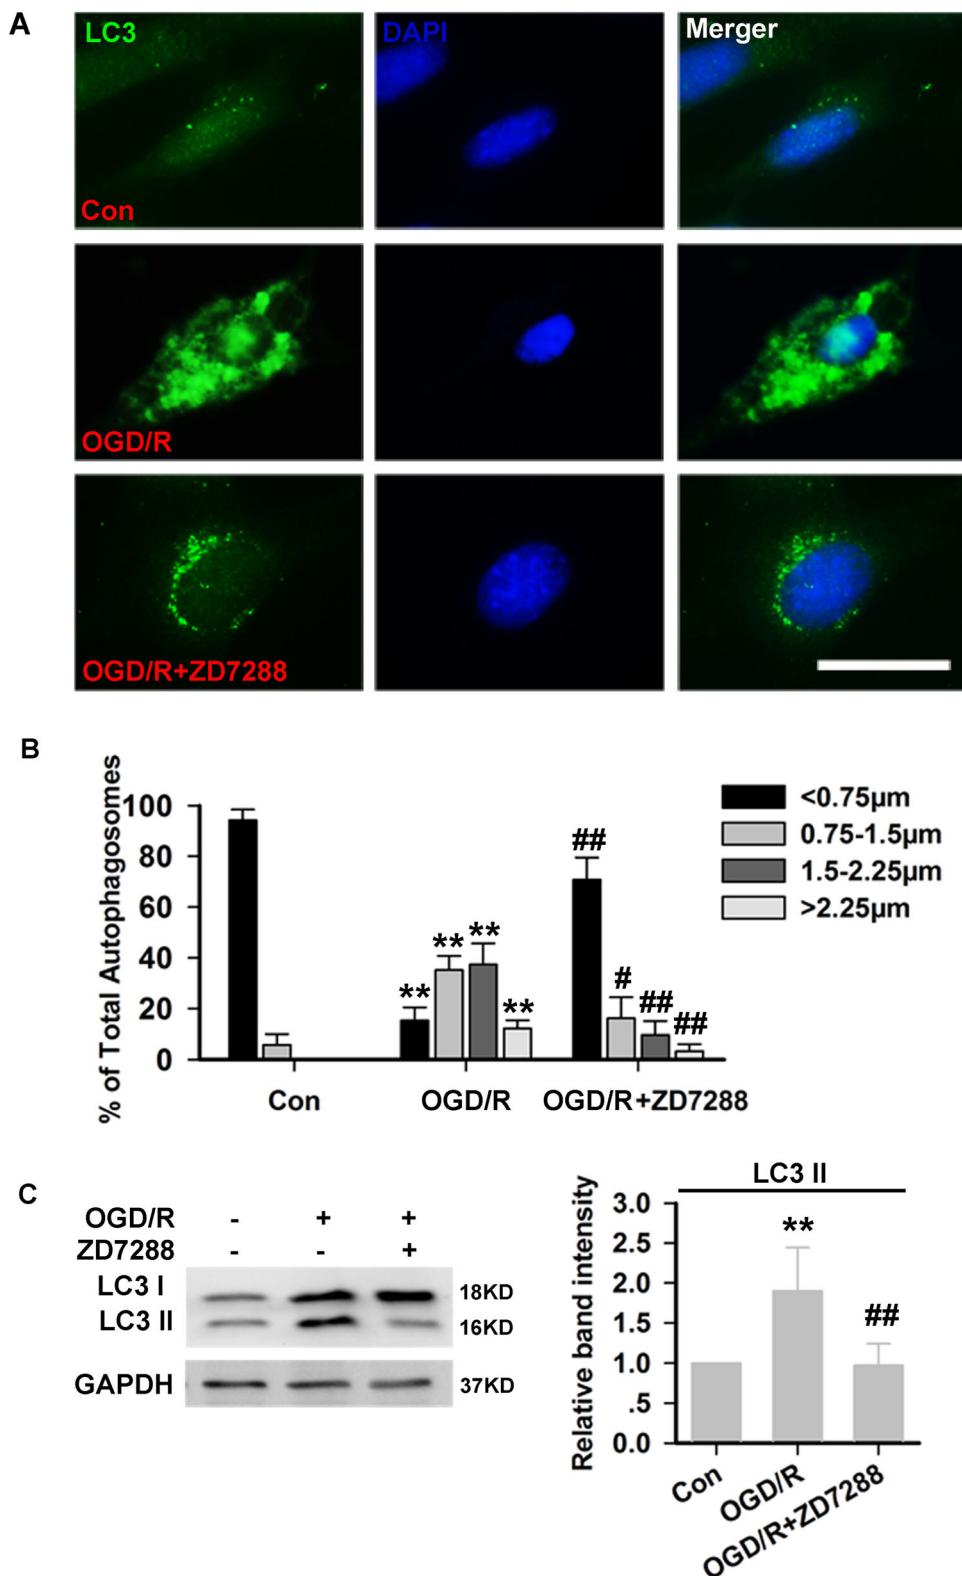 A
LC3
DAPI
Merger
Con
OGD/R
OGD/R+ZD7288
B
% of Total Autophagosomes
100
80
60
40
20
0
**
**
**
**
##
#
##
##
Con
OGD/R
OGD/R+ZD7288
<0.75µm
0.75-1.5µm
1.5-2.25µm
>2.25µm
C
OGD/R - + +
ZD7288 - - +
LC3 I 18KD
LC3 II 16KD
GAPDH 37KD
LC3 II
Relative band intensity
3.0
2.5
2.0
1.5
1.0
.5
0.0
**
##
Con
OGD/R
OGD/R+ZD7288